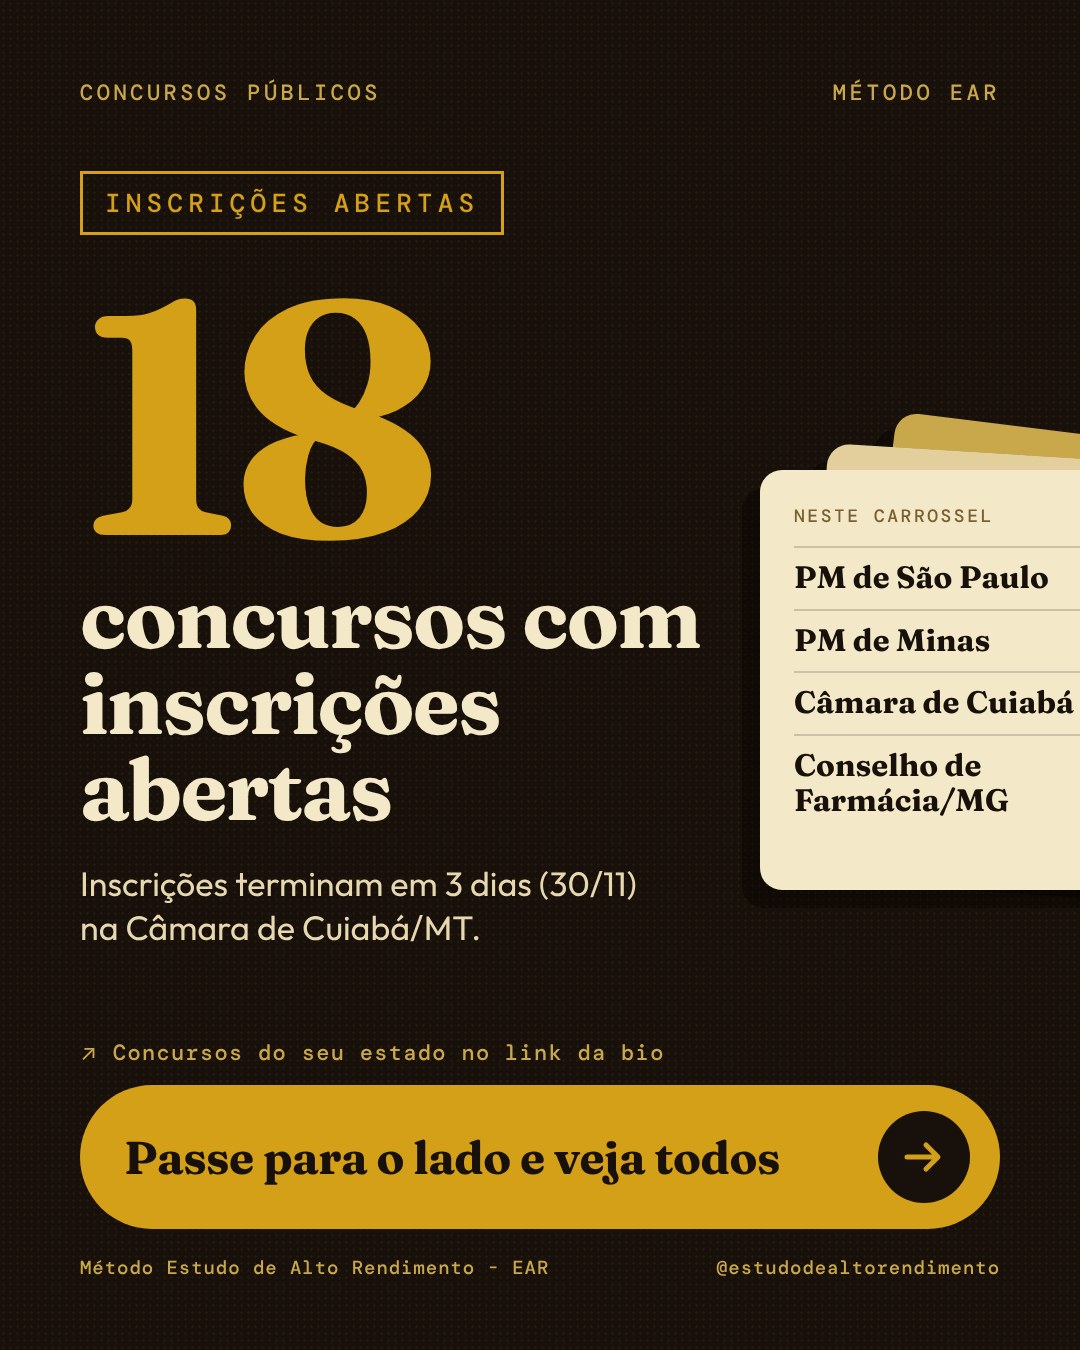 CONCURSOS PÚBLICOS
MÉTODO EAR
INSCRIÇÕES ABERTAS
18
concursos com
inscrições
abertas
Inscrições terminam em 3 dias (30/11)
na Câmara de Cuiabá/MT.
NESTE CARROSSEL
PM de São Paulo
PM de Minas
Câmara de Cuiabá
Conselho de
Farmácia/MG
↗ Concursos do seu estado no link da bio
Passe para o lado e veja todos
Método Estudo de Alto Rendimento - EAR
@estudodealtorendimento